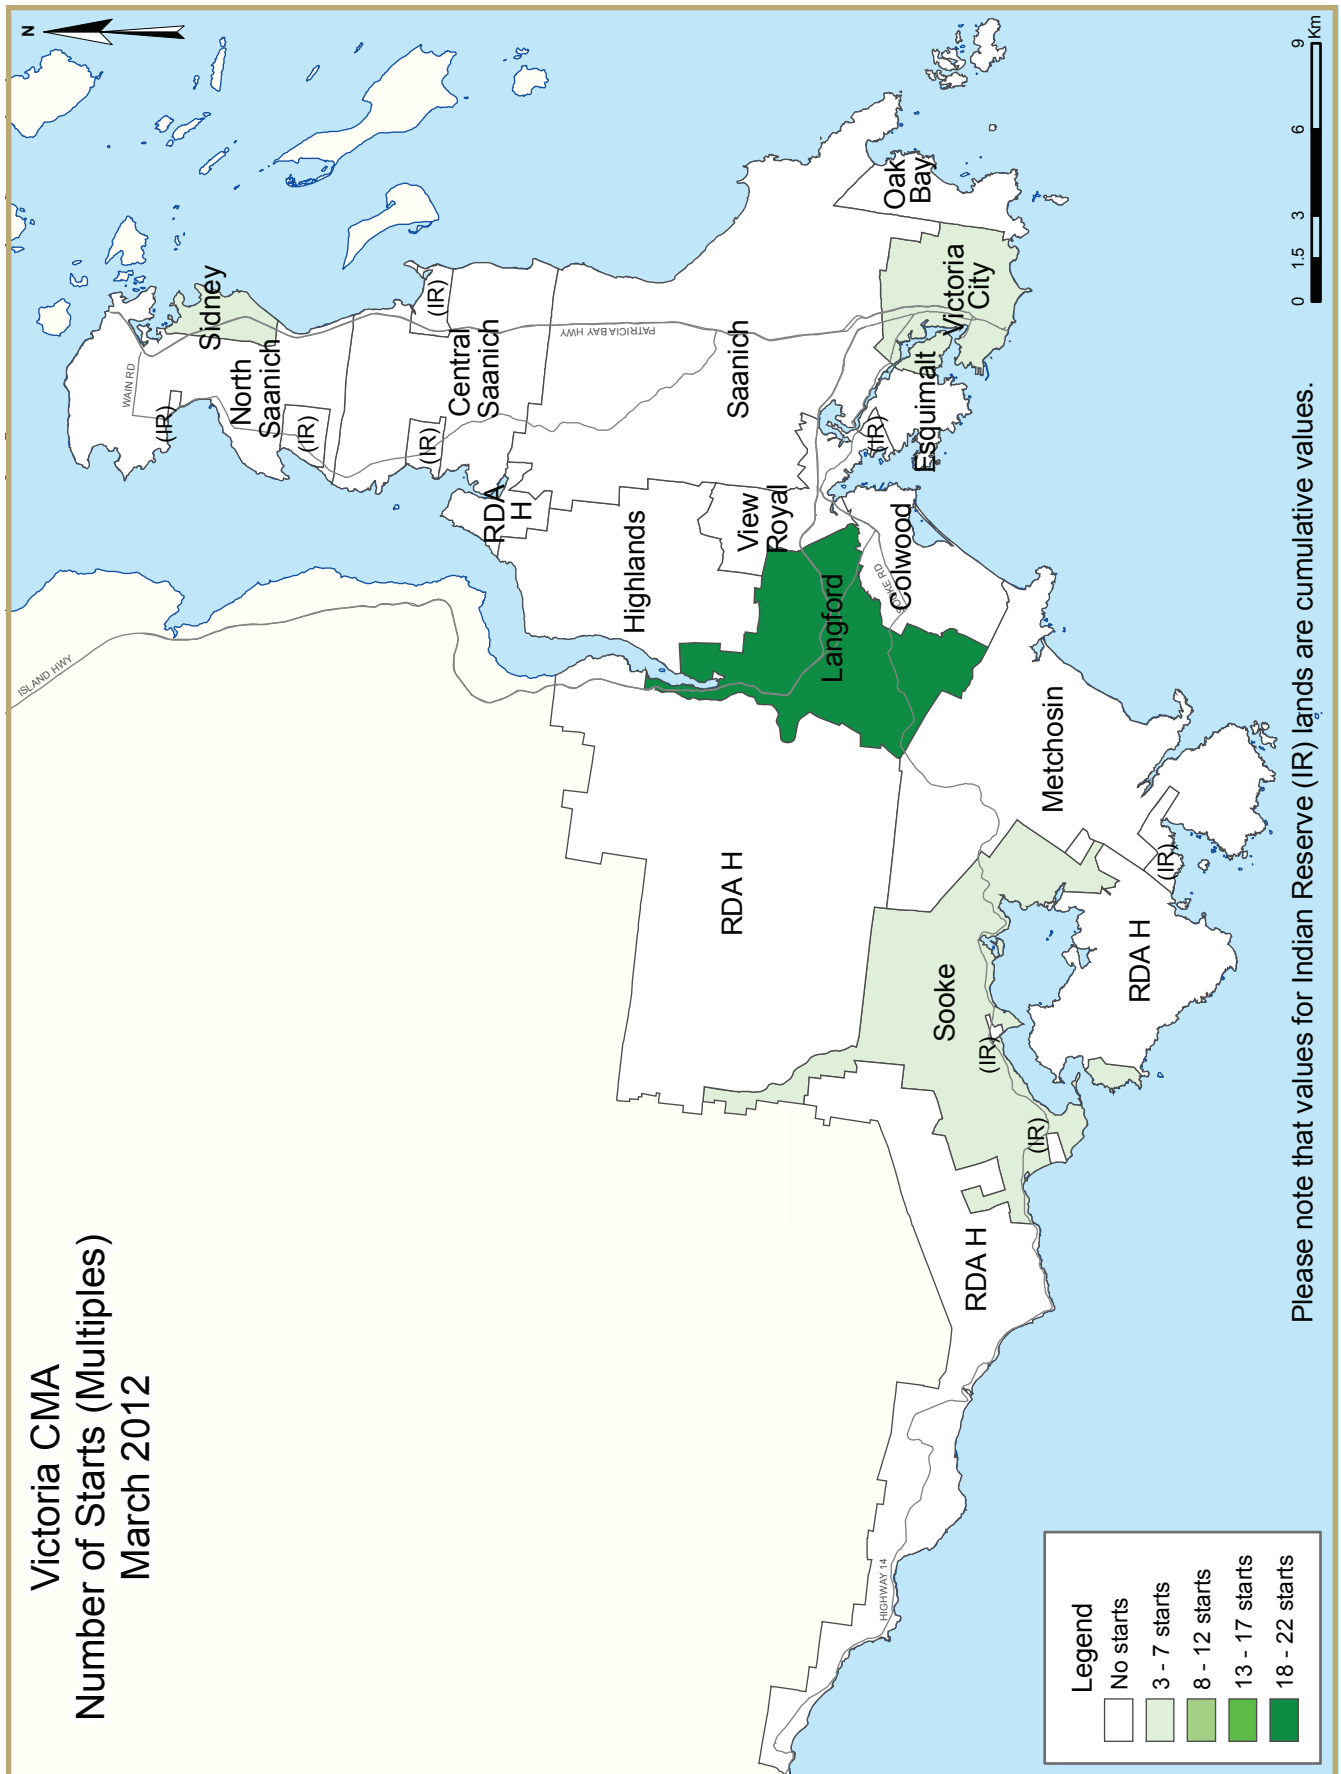 Victoria CMA
Number of Starts (Multiples)
March 2012
N
ISLAND HWY
WAIN RD
Sidney
North
Saanich
(IR)
(IR)
(IR)
(IR)
Central
Saanich
PATRICIA BAY HWY
RDA
H
Saanich
Highlands
View
Royal
Langford
SOOKE RD
Colwood
(IR)
Esquimalt
Victoria
City
Oak
Bay
Metchosin
(IR)
RDA H
RDA H
Sooke
(IR)
(IR)
RDA H
HIGHWAY 14
Legend
No starts
3 - 7 starts
8 - 12 starts
13 - 17 starts
18 - 22 starts
0 1.5 3 6 9
Km
Please note that values for Indian Reserve (IR) lands are cumulative values.